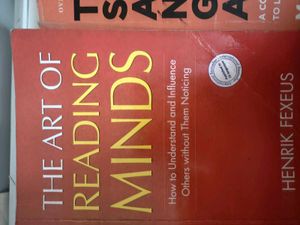 THE ART OF
READING
MINDS
How to Understand and Influence
Others without Them Noticing
HENRIK FEXEUS